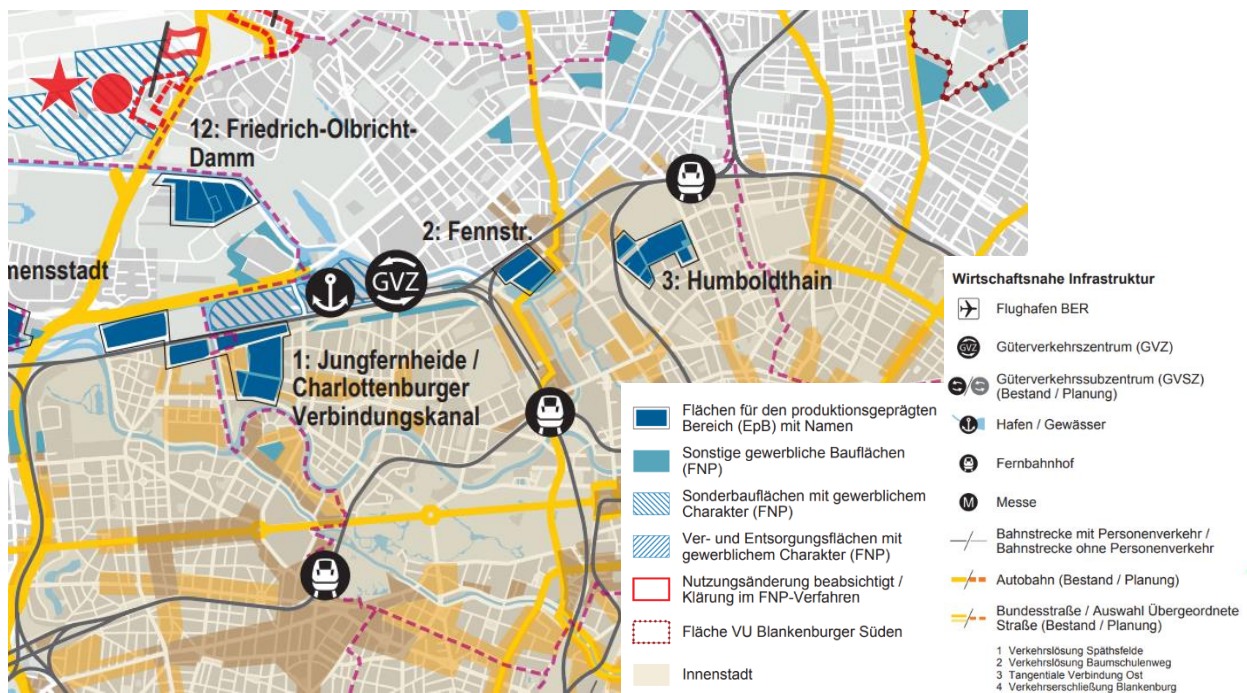 12: Friedrich-Olbricht-
Damm
2: Fennstr.
GVZ
3: Humboldthain
mensstadt
1: Jungfernheide /
Charlottenburger
Verbindungskanal
Flächen für den produktionsgeprägten
Bereich (EpB) mit Namen
Sonstige gewerbliche Bauflächen
(FNP)
Sonderbauflächen mit gewerblichem
Charakter (FNP)
Ver- und Entsorgungsflächen mit
gewerblichem Charakter (FNP)
Nutzungsänderung beabsichtigt /
Klärung im FNP-Verfahren
Fläche VU Blankenburger Süden
Innenstadt
Wirtschaftsnahe Infrastruktur
Flughafen BER
GVZ Güterverkehrszentrum (GVZ)
Güterverkehrssubzentrum (GVSZ)
(Bestand / Planung)
Hafen / Gewässer
Fernbahnhof
M Messe
Bahnstrecke mit Personenverkehr /
Bahnstrecke ohne Personenverkehr
Autobahn (Bestand / Planung)
Bundesstraße / Auswahl Übergeordnete
Straße (Bestand / Planung)
1 Verkehrslösung Späthsfelde
2 Verkehrslösung Baumschulenweg
3 Tangentiale Verbindung Ost
4 Verkehrserschließung Blankenburg